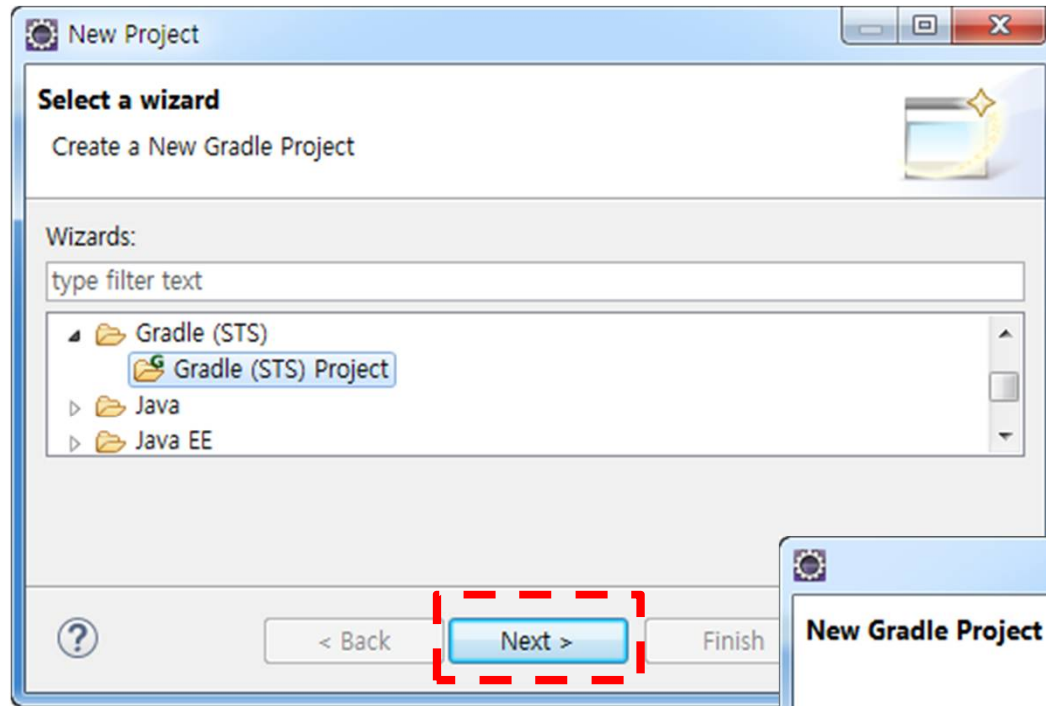 New Project
Select a wizard
Create a New Gradle Project
Wizards:
type filter text
Gradle (STS)
Gradle (STS) Project
Java
Java EE
? < Back Next > Finish
New Gradle Project